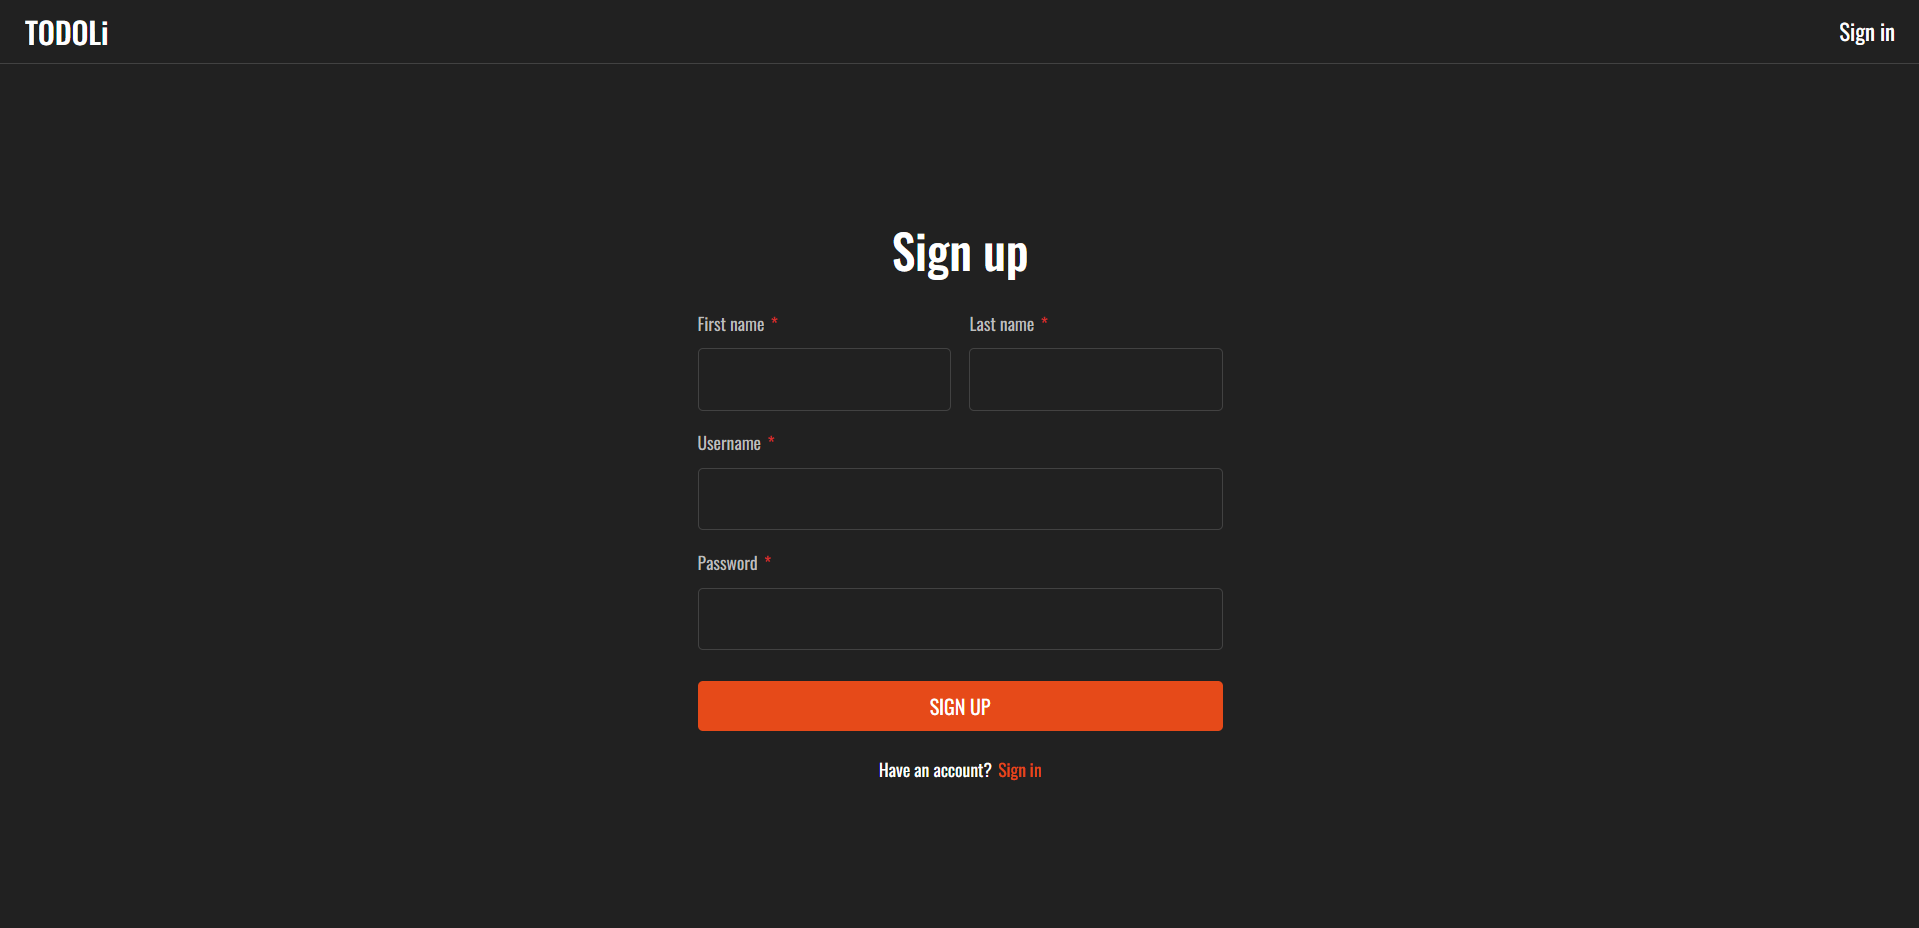 TODOLi
Sign in
Sign up
First name *
Last name *
Username *
Password *
SIGN UP
Have an account? Sign in